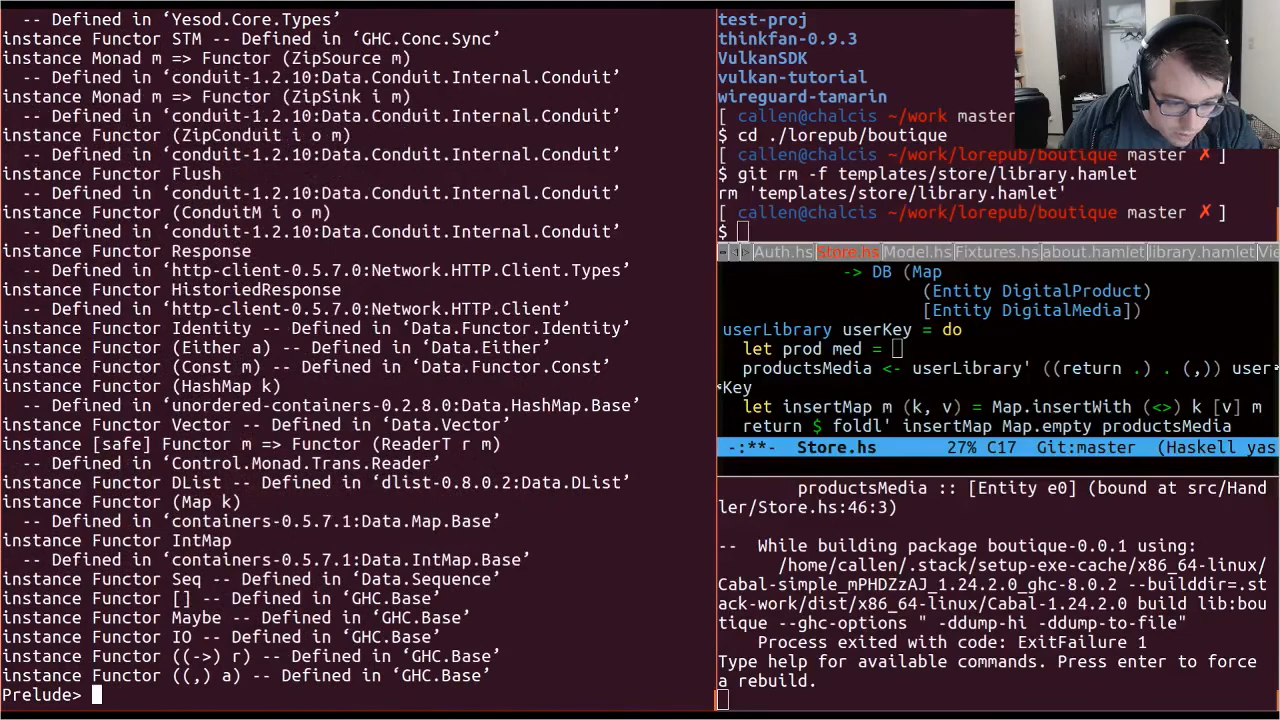 -- Defined in ‘Yesod.Core.Types’
instance Functor STM -- Defined in ‘GHC.Conc.Sync’
instance Monad m => Functor (ZipSource m)
-- Defined in ‘conduit-1.2.10:Data.Conduit.Internal.Conduit’
instance Monad m => Functor (ZipSink i m)
-- Defined in ‘conduit-1.2.10:Data.Conduit.Internal.Conduit’
instance Functor (ZipConduit i o m)
-- Defined in ‘conduit-1.2.10:Data.Conduit.Internal.Conduit’
instance Functor Flush
-- Defined in ‘conduit-1.2.10:Data.Conduit.Internal.Conduit’
instance Functor (ConduitM i o m)
-- Defined in ‘conduit-1.2.10:Data.Conduit.Internal.Conduit’
instance Functor Response
-- Defined in ‘http-client-0.5.7.0:Network.HTTP.Client.Types’
instance Functor HistoriedResponse
-- Defined in ‘http-client-0.5.7.0:Network.HTTP.Client’
instance Functor Identity -- Defined in ‘Data.Functor.Identity’
instance Functor (Either a) -- Defined in ‘Data.Either’
instance Functor (Const m) -- Defined in ‘Data.Functor.Const’
instance Functor (HashMap k)
-- Defined in ‘unordered-containers-0.2.8.0:Data.HashMap.Base’
instance Functor Vector -- Defined in ‘Data.Vector’
instance [safe] Functor m => Functor (ReaderT r m)
-- Defined in ‘Control.Monad.Trans.Reader’
instance Functor DList -- Defined in ‘dlist-0.8.0.2:Data.DList’
instance Functor (Map k)
-- Defined in ‘containers-0.5.7.1:Data.Map.Base’
instance Functor IntMap
-- Defined in ‘containers-0.5.7.1:Data.IntMap.Base’
instance Functor Seq -- Defined in ‘Data.Sequence’
instance Functor [] -- Defined in ‘GHC.Base’
instance Functor Maybe -- Defined in ‘GHC.Base’
instance Functor IO -- Defined in ‘GHC.Base’
instance Functor ((->) r) -- Defined in ‘GHC.Base’
instance Functor ((,) a) -- Defined in ‘GHC.Base’
Prelude>
test-proj
thinkfan-0.9.3
VulkanSDK
vulkan-tutorial
wireguard-tamarin
[ callen@chalcis ~/work master
$ cd ./lorepub/boutique
[ callen@chalcis ~/work/lorepub/boutique master ✗ ]
$ git rm -f templates/store/library.hamlet
rm 'templates/store/library.hamlet'
[ callen@chalcis ~/work/lorepub/boutique master ✗ ]
$
Auth.hs Store.hs Model.hs Fixtures.hs about.hamlet library.hamlet
-> DB (Map
(Entity DigitalProduct)
[Entity DigitalMedia])
userLibrary userKey = do
let prod med =
productsMedia <- userLibrary' ((return .) . (,)) user
Key
let insertMap m (k, v) = Map.insertWith (<>) k [v] m
return $ foldl' insertMap Map.empty productsMedia
-:**- Store.hs 27% C17 Git:master (Haskell yas
productsMedia :: [Entity e0] (bound at src/Hand
ler/Store.hs:46:3)
-- While building package boutique-0.0.1 using:
/home/callen/.stack/setup-exe-cache/x86_64-linux/
Cabal-simple_mPHDZzAJ_1.24.2.0_ghc-8.0.2 --builddir=.st
ack-work/dist/x86_64-linux/Cabal-1.24.2.0 build lib:bou
tique --ghc-options " -ddump-hi -ddump-to-file"
Process exited with code: ExitFailure 1
Type help for available commands. Press enter to force
a rebuild.